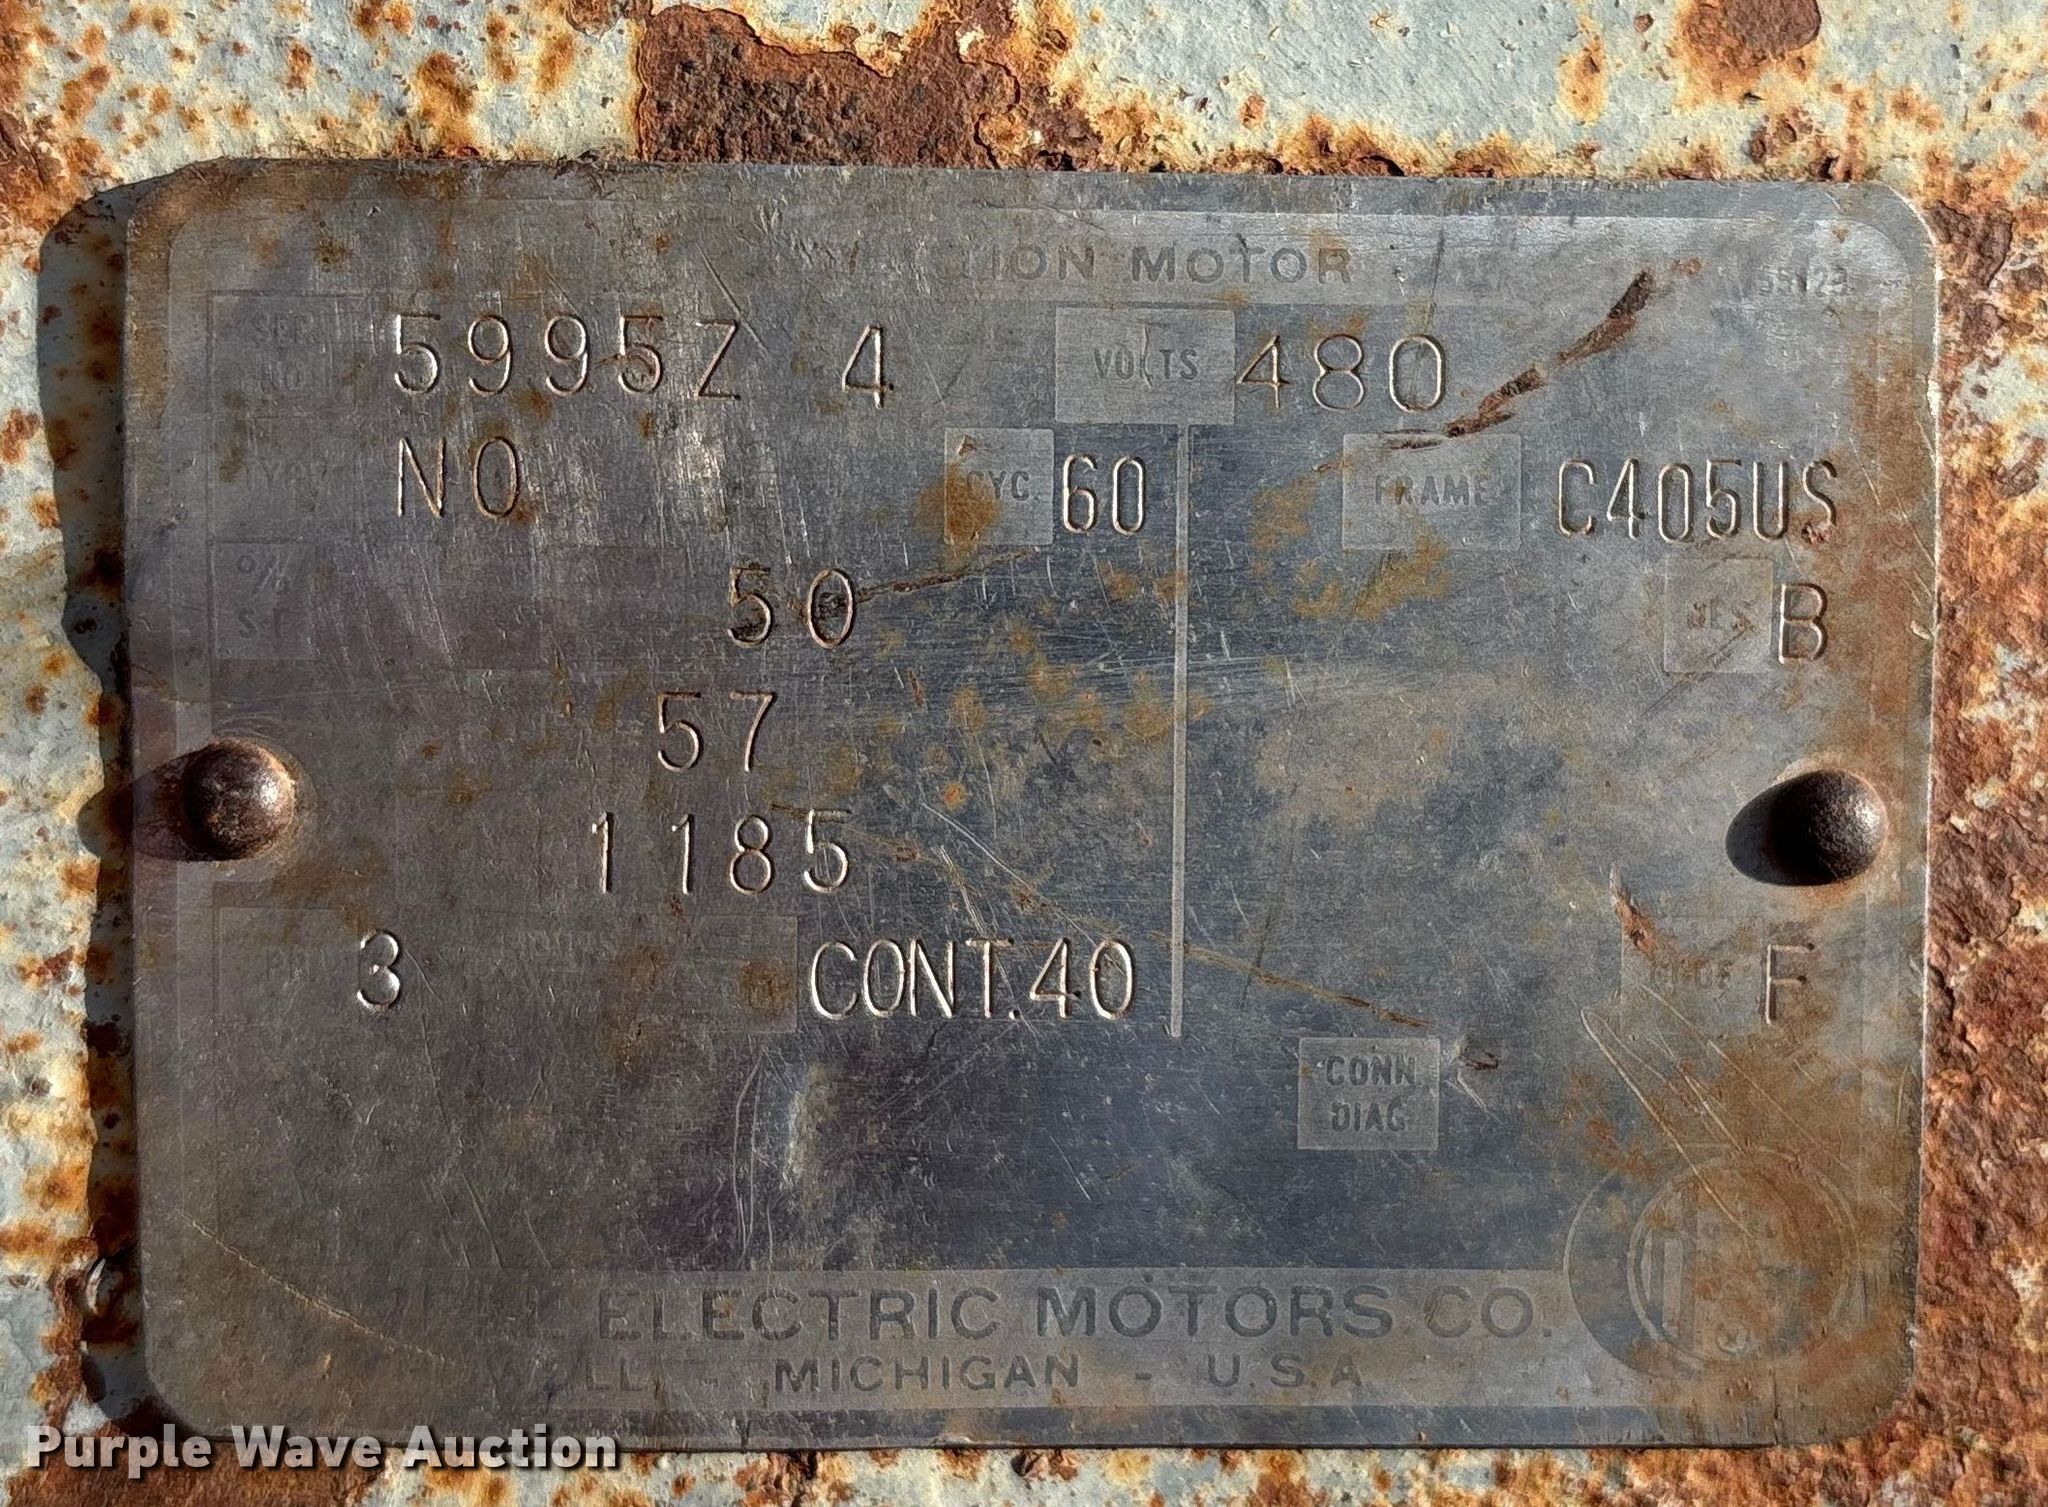 ION MOTOR
5995Z 4 VOLTS 480
NO CYC. 60 FRAME C405US
% 50 DES B
57
1185
3 CONT.40 F
CONN.
DIAG
ELECTRIC MOTORS CO.
MICHIGAN - U.S.A.
Purple Wave Auction